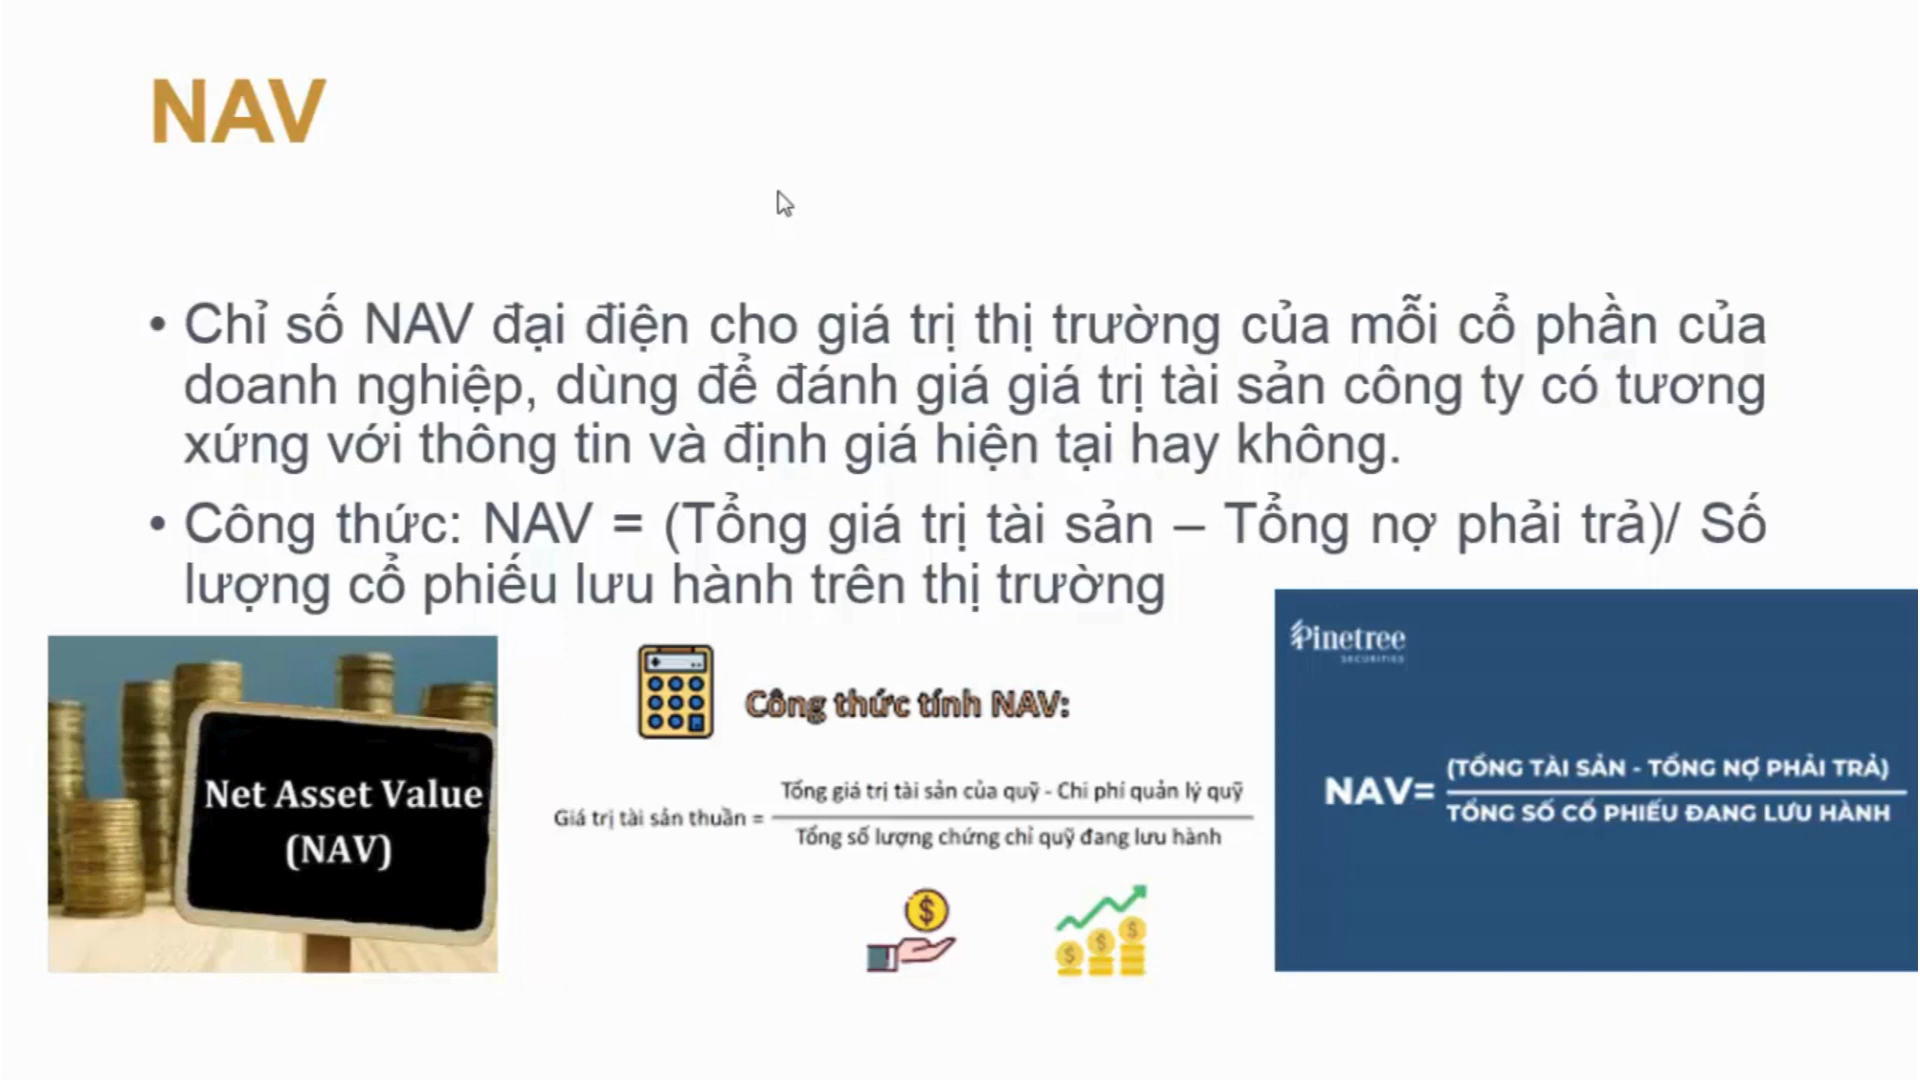 NAV
• Chỉ số NAV đại điện cho giá trị thị trường của mỗi cổ phần của
doanh nghiệp, dùng để đánh giá giá trị tài sản công ty có tương
xứng với thông tin và định giá hiện tại hay không.
• Công thức: NAV = (Tổng giá trị tài sản – Tổng nợ phải trả)/ Số
lượng cổ phiếu lưu hành trên thị trường
Net Asset Value
(NAV)
Công thức tính NAV:
Tổng giá trị tài sản của quỹ - Chi phí quản lý quỹ
Giá trị tài sản thuần =
Tổng số lượng chứng chỉ quỹ đang lưu hành
Pinetree
SECURITIES
(TỔNG TÀI SẢN - TỔNG NỢ PHẢI TRẢ)
NAV=
TỔNG SỐ CỔ PHIẾU ĐANG LƯU HÀNH